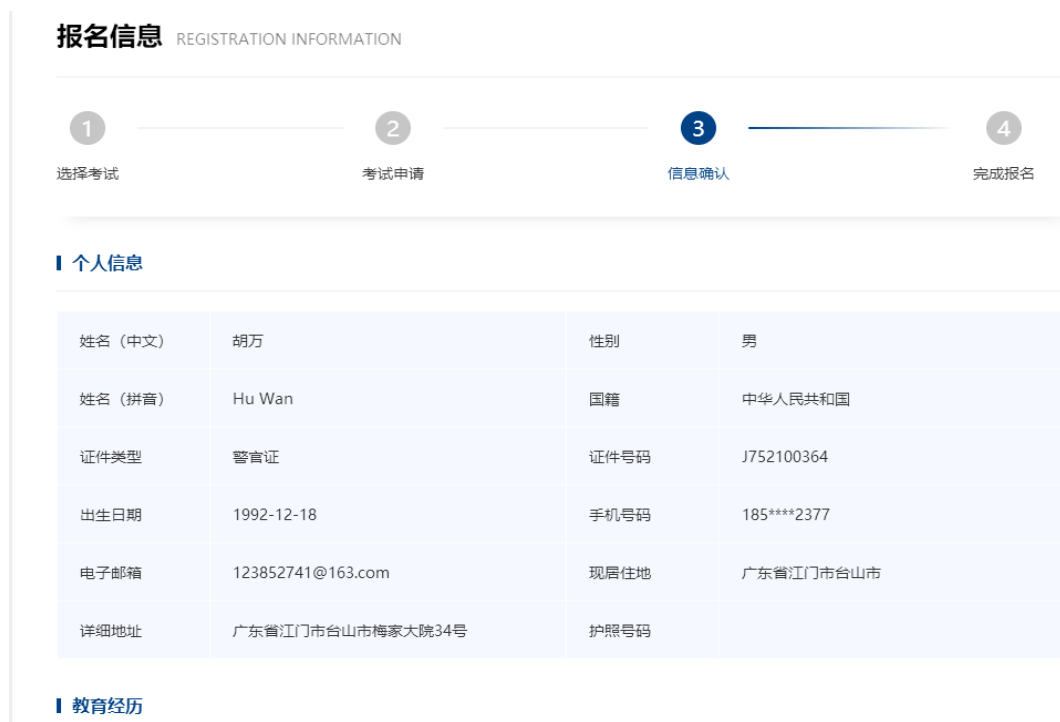 报名信息 REGISTRATION INFORMATION
1 2 3 4
选择考试 考试申请 信息确认 完成报名
个人信息
姓名（中文） 胡万 性别 男
姓名（拼音） Hu Wan 国籍 中华人民共和国
证件类型 警官证 证件号码 J752100364
出生日期 1992-12-18 手机号码 185****2377
电子邮箱 123852741@163.com 现居住地 广东省江门市台山市
详细地址 广东省江门市台山市梅家大院34号 护照号码
教育经历